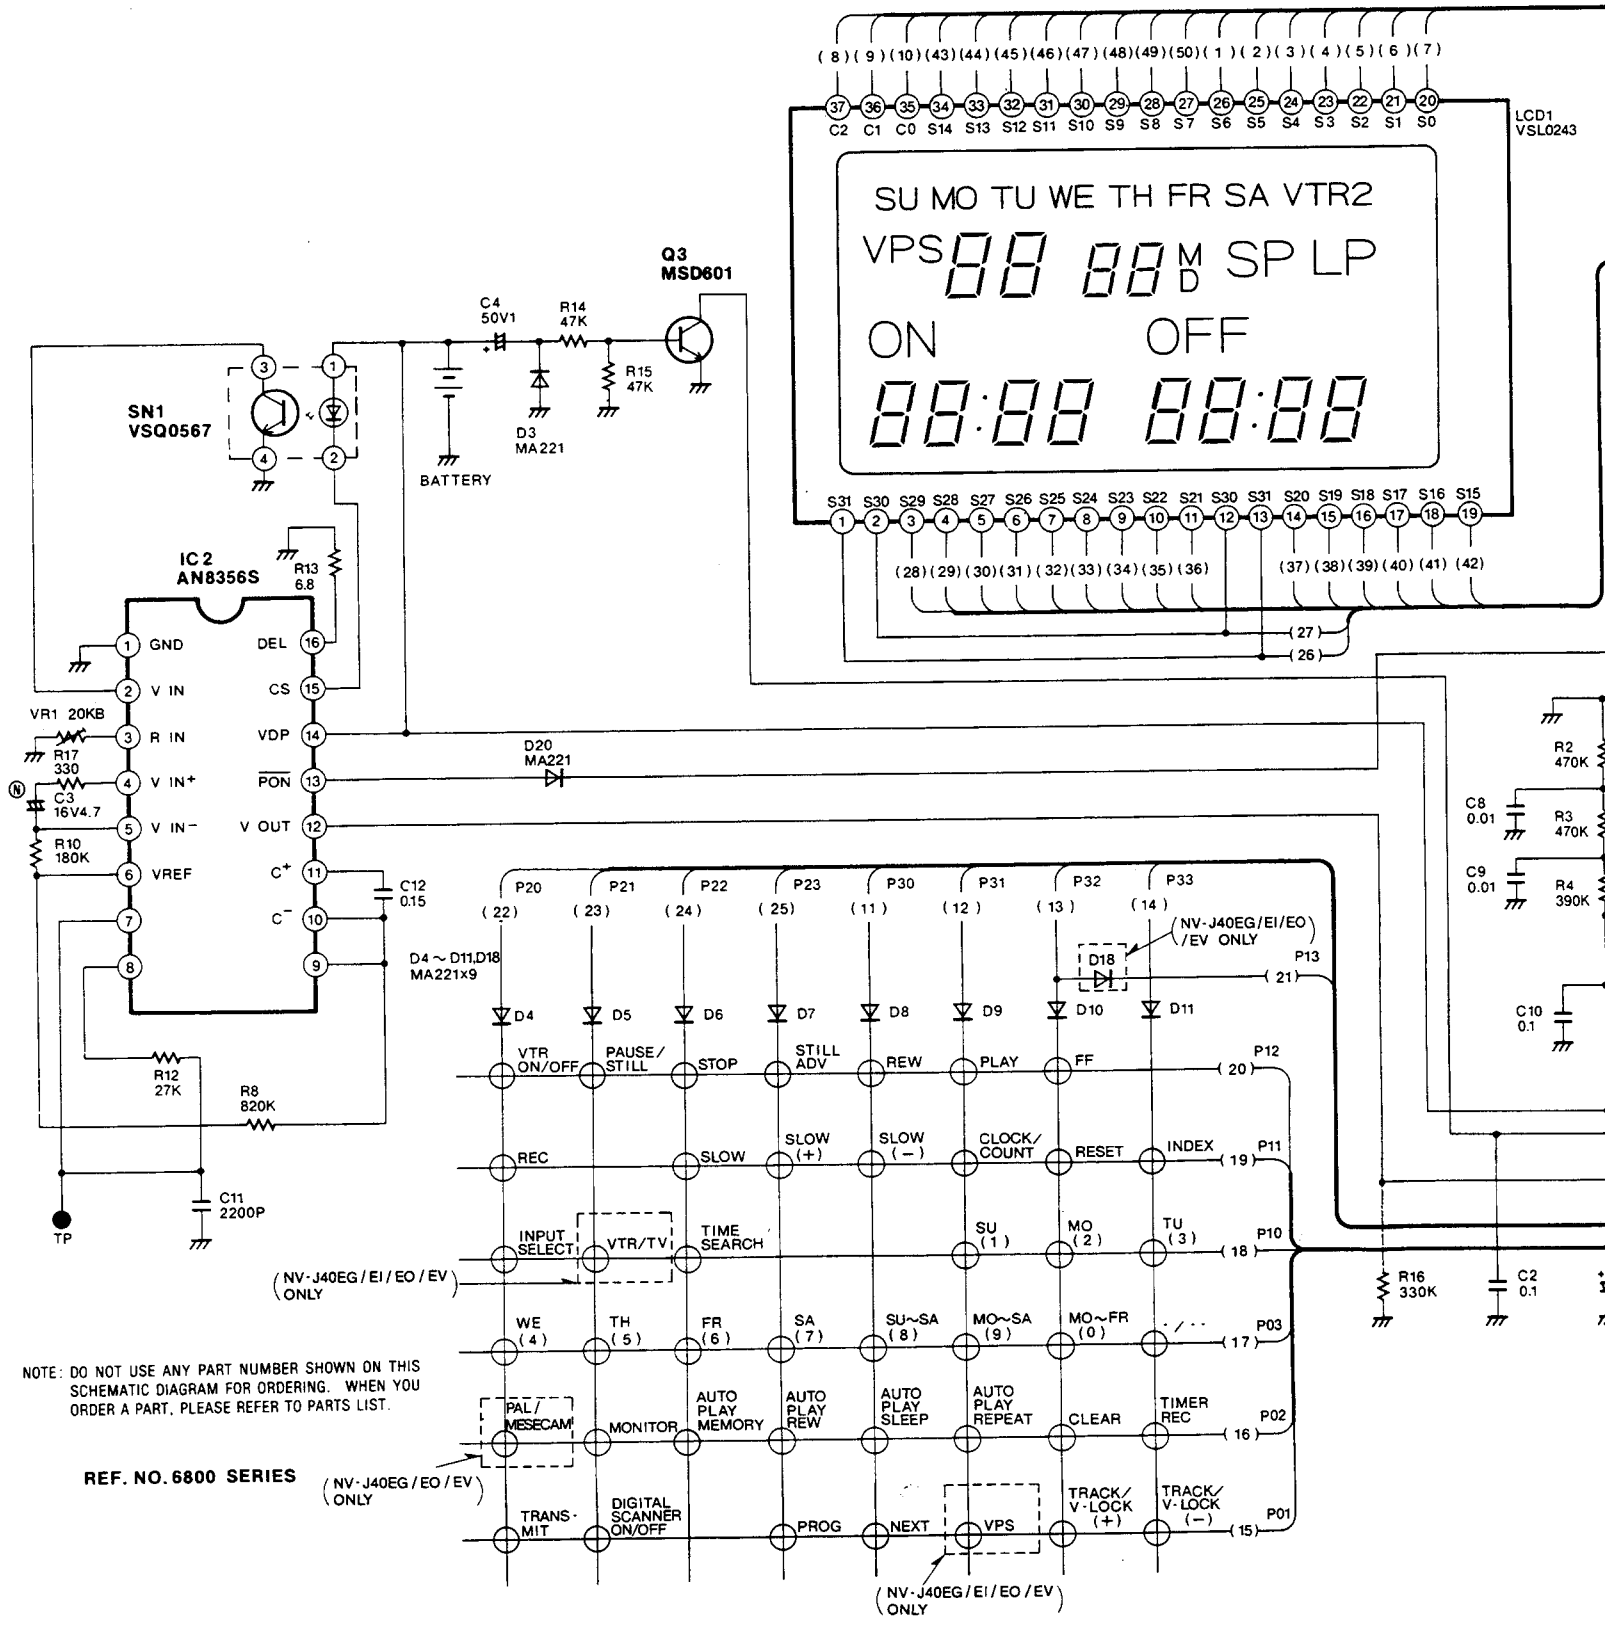 (8) (9) (10) (43) (44) (45) (46) (47) (48) (49) (50) (1) (2) (3) (4) (5) (6) (7)
37 36 35 34 33 32 31 30 29 28 27 26 25 24 23 22 21 20
C2 C1 C0 S14 S13 S12 S11 S10 S9 S8 S7 S6 S5 S4 S3 S2 S1 S0
LCD1
VSL0243
SU MO TU WE TH FR SA VTR2
VPS 88 88 M D SP LP
ON OFF
88:88 88:88
S31 S30 S29 S28 S27 S26 S25 S24 S23 S22 S21 S30 S31 S20 S19 S18 S17 S16 S15
1 2 3 4 5 6 7 8 9 10 11 12 13 14 15 16 17 18 19
(28) (29) (30) (31) (32) (33) (34) (35) (36) (37) (38) (39) (40) (41) (42)
(27)
(26)
Q3
MSD601
C4
50V1
+
R14
47K
R15
47K
D3
MA221
BATTERY
3 1
SN1
VSQ0567
4 2
IC2
AN8356S
R13
6.8
1 GND DEL 16
2 V IN CS 15
VR1 20KB
3 R IN VDP 14
R17
330
4 V IN+ PON 13
N
C3
16V4.7
5 V IN- V OUT 12
R10
180K
6 VREF C+ 11
C12
0.15
7 C- 10
8 9
D20
MA221
R12
27K
R8
820K
C11
2200P
TP
R2
470K
C8
0.01
R3
470K
C9
0.01
R4
390K
C10
0.1
P20 P21 P22 P23 P30 P31 P32 P33
(22) (23) (24) (25) (11) (12) (13) (14)
(NV-J40EG/EI/EO
/EV ONLY)
D4~D11,D18
MA221x9
D18
P13
(21)
D4 D5 D6 D7 D8 D9 D10 D11
VTR ON/OFF
PAUSE/ STILL
STOP
STILL ADV
REW
PLAY
FF
P12
(20)
REC
SLOW
SLOW (+)
SLOW (-)
CLOCK/ COUNT
RESET
INDEX
P11
(19)
INPUT SELECT
VTR/TV
TIME SEARCH
SU (1)
MO (2)
TU (3)
P10
(18)
(NV-J40EG/EI/EO/EV)
ONLY
R16
330K
C2
0.1
+
WE (4)
TH (5)
FR (6)
SA (7)
SU~SA (8)
MO~SA (9)
MO~FR (0)
-/--
P03
(17)
NOTE: DO NOT USE ANY PART NUMBER SHOWN ON THIS
SCHEMATIC DIAGRAM FOR ORDERING. WHEN YOU
ORDER A PART, PLEASE REFER TO PARTS LIST.
PAL/ MESECAM
MONITOR
AUTO PLAY MEMORY
AUTO PLAY REW
AUTO PLAY SLEEP
AUTO PLAY REPEAT
CLEAR
TIMER REC
P02
(16)
REF. NO. 6800 SERIES
(NV-J40EG/EO/EV)
ONLY
TRANS- MIT
DIGITAL SCANNER ON/OFF
PROG
NEXT
VPS
TRACK/ V-LOCK (+)
TRACK/ V-LOCK (-)
P01
(15)
(NV-J40EG/EI/EO/EV)
ONLY